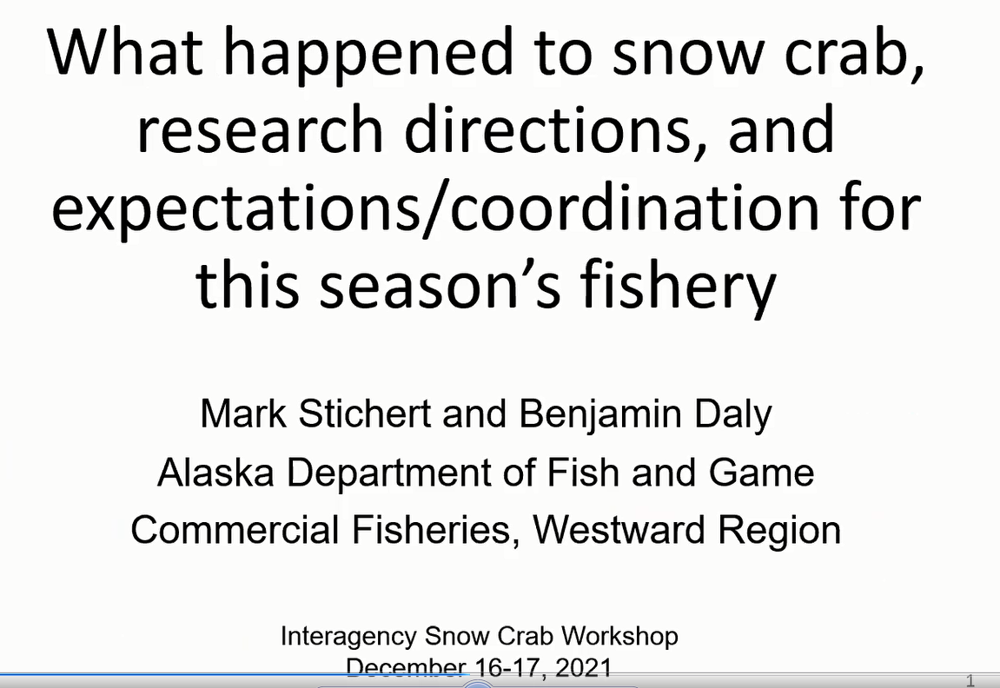 What happened to snow crab,
research directions, and
expectations/coordination for
this season’s fishery
Mark Stichert and Benjamin Daly
Alaska Department of Fish and Game
Commercial Fisheries, Westward Region
Interagency Snow Crab Workshop
December 16-17, 2021
1